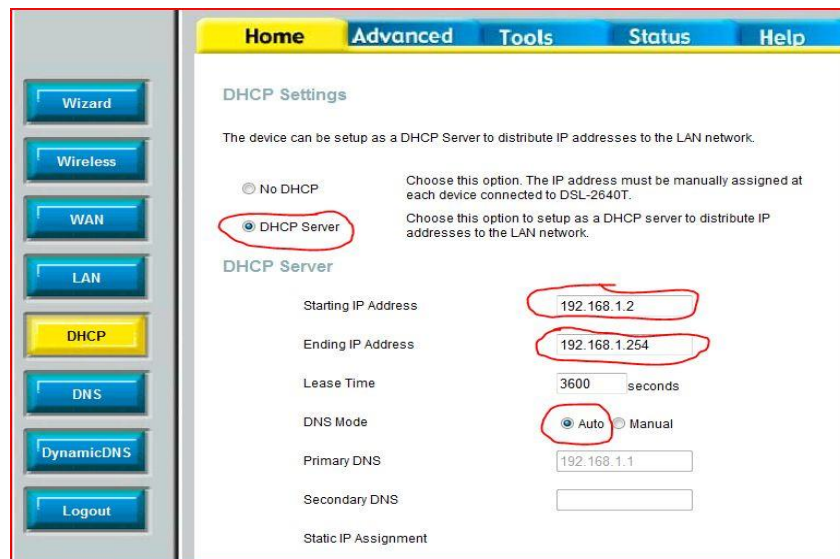 Home Advanced Tools Status Help
Wizard
Wireless
WAN
LAN
DHCP
DNS
DynamicDNS
Logout
DHCP Settings
The device can be setup as a DHCP Server to distribute IP addresses to the LAN network.
No DHCP
Choose this option. The IP address must be manually assigned at
each device connected to DSL-2640T.
DHCP Server
Choose this option to setup as a DHCP server to distribute IP
addresses to the LAN network.
DHCP Server
Starting IP Address 192.168.1.2
Ending IP Address 192.168.1.254
Lease Time 3600 seconds
DNS Mode Auto Manual
Primary DNS 192.168.1.1
Secondary DNS
Static IP Assignment